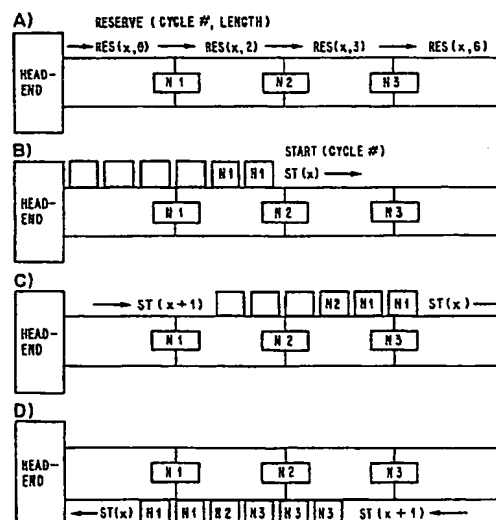 A) RESERVE (CYCLE #, LENGTH)
RES(x,0) RES(x,2) RES(x,3) RES(x,6)
HEAD-
END
N1 N2 N3
B) START (CYCLE #)
N1 N1 ST(x)
HEAD-
END
N1 N2 N3
C)
ST(x+1) N2 N1 N1 ST(x)
HEAD-
END
N1 N2 N3
D)
HEAD-
END
N1 N2 N3
ST(x) N1 N1 N2 N3 N3 N3 ST(x+1)